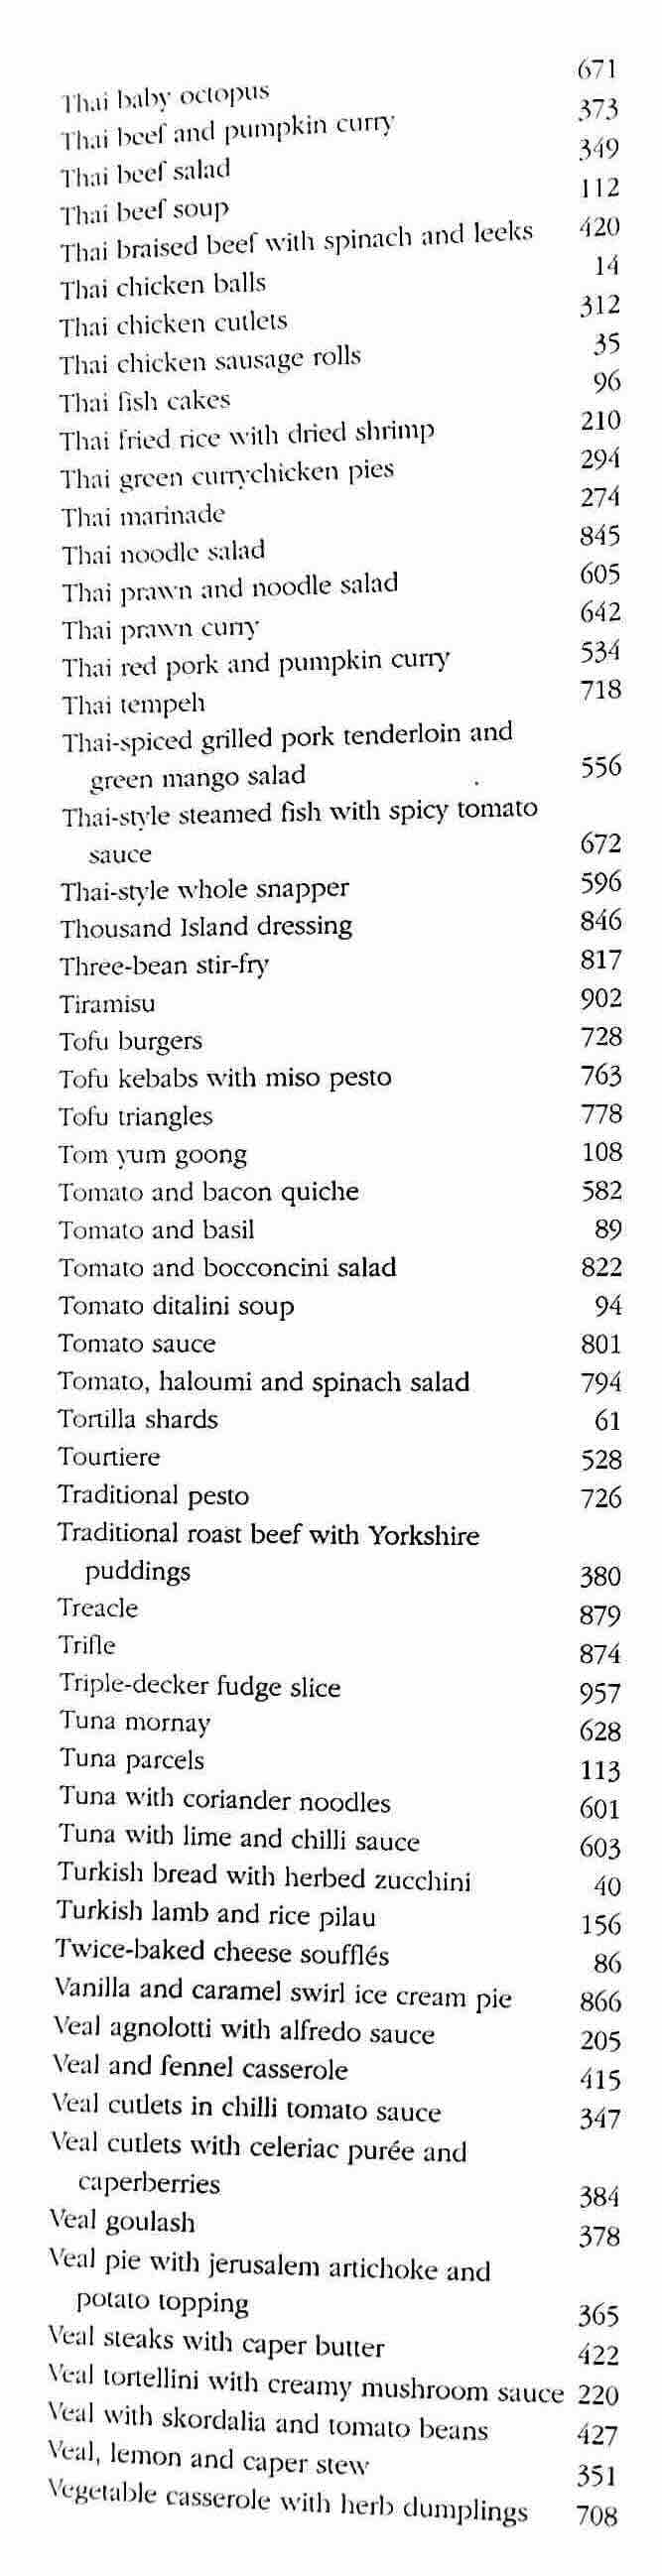 Thai baby octopus 671
Thai beef and pumpkin curry 373
Thai beef salad 349
Thai beef soup 112
Thai braised beef with spinach and leeks 420
Thai chicken balls 14
Thai chicken cutlets 312
Thai chicken sausage rolls 35
Thai fish cakes 96
Thai fried rice with dried shrimp 210
Thai green currychicken pies 294
Thai marinade 274
Thai noodle salad 845
Thai prawn and noodle salad 605
Thai prawn curry 642
Thai red pork and pumpkin curry 534
Thai tempeh 718
Thai-spiced grilled pork tenderloin and
green mango salad 556
Thai-style steamed fish with spicy tomato
sauce 672
Thai-style whole snapper 596
Thousand Island dressing 846
Three-bean stir-fry 817
Tiramisu 902
Tofu burgers 728
Tofu kebabs with miso pesto 763
Tofu triangles 778
Tom yum goong 108
Tomato and bacon quiche 582
Tomato and basil 89
Tomato and bocconcini salad 822
Tomato ditalini soup 94
Tomato sauce 801
Tomato, haloumi and spinach salad 794
Tortilla shards 61
Tourtiere 528
Traditional pesto 726
Traditional roast beef with Yorkshire
puddings 380
Treacle 879
Trifle 874
Triple-decker fudge slice 957
Tuna mornay 628
Tuna parcels 113
Tuna with coriander noodles 601
Tuna with lime and chilli sauce 603
Turkish bread with herbed zucchini 40
Turkish lamb and rice pilau 156
Twice-baked cheese soufflés 86
Vanilla and caramel swirl ice cream pie 866
Veal agnolotti with alfredo sauce 205
Veal and fennel casserole 415
Veal cutlets in chilli tomato sauce 347
Veal cutlets with celeriac purée and
caperberries 384
Veal goulash 378
Veal pie with jerusalem artichoke and
potato topping 365
Veal steaks with caper butter 422
Veal tortellini with creamy mushroom sauce 220
Veal with skordalia and tomato beans 427
Veal, lemon and caper stew 351
Vegetable casserole with herb dumplings 708